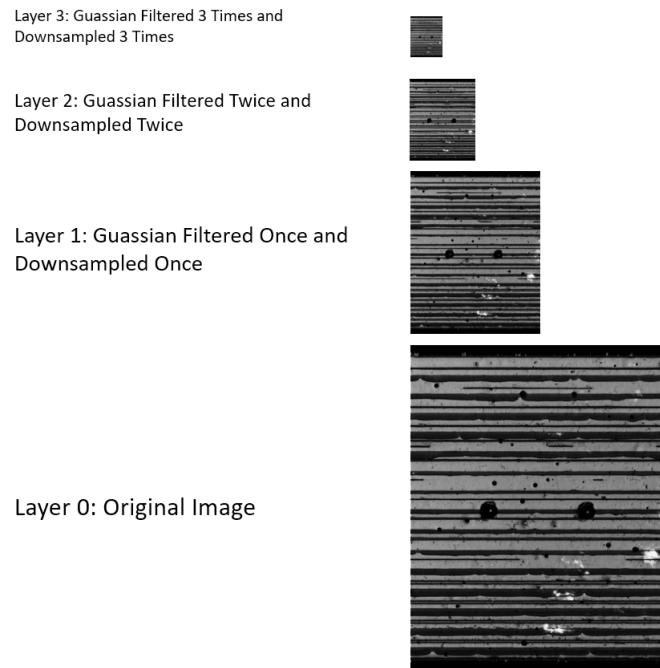 Layer 3: Guassian Filtered 3 Times and
Downsampled 3 Times
Layer 2: Guassian Filtered Twice and
Downsampled Twice
Layer 1: Guassian Filtered Once and
Downsampled Once
Layer 0: Original Image